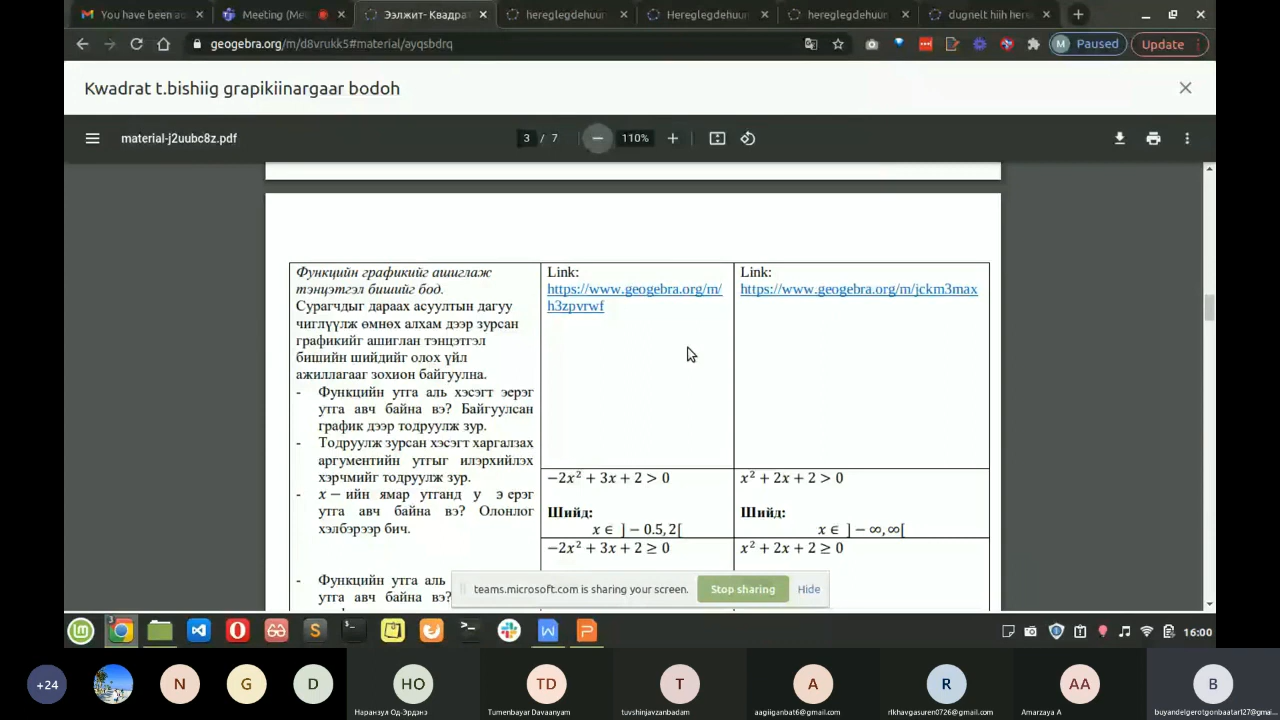 You have been au
Meeting (Me
Ээлжит- Квадрат
hereglegdehuun
Hereglegdehuun
hereglegdehuun
dugnelt hiih here
geogebra.org/m/d8vrukk5#material/ayqsbdrq
M Paused
Update
Kwadrat t.bishiig grapikiinargaar bodoh
material-j2uubc8z.pdf
3 / 7
110%
Функцийн графикийг ашиглаж
тэнцэтгэл бишийг бод.
Сурагчдыг дараах асуултын дагуу
чиглүүлж өмнөх алхам дээр зурсан
графикийг ашиглан тэнцэтгэл
бишийн шийдийг олох үйл
ажиллагааг зохион байгуулна.
- Функцийн утга аль хэсэгт эерэг
утга авч байна вэ? Байгуулсан
график дээр тодруулж зур.
- Тодруулж зурсан хэсэгт харгалзах
аргументийн утгыг илэрхийлэх
хэрчмийг тодруулж зур.
- x – ийн ямар утганд y эерэг
утга авч байна вэ? Олонлог
хэлбэрээр бич.
- Функцийн утга аль
утга авч байна вэ?
Link:
https://www.geogebra.org/m/
h3zpvrwf
−2x² + 3x + 2 > 0
Шийд:
x ∈ ] − 0.5, 2[
−2x² + 3x + 2 ≥ 0
Link:
https://www.geogebra.org/m/jckm3max
x² + 2x + 2 > 0
Шийд:
x ∈ ] − ∞, ∞[
x² + 2x + 2 ≥ 0
teams.microsoft.com is sharing your screen.
Stop sharing
Hide
16:00
+24
N
G
D
HO
Наранзул Од-Эрдэнэ
TD
Tumenbayar Davaanyam
T
tuvshinjavzanbadam
A
aagiiganbat6@gmail.com
R
rlkhavgasuren0726@gmail.com
AA
Amarzaya A
B
buyandelgerotgonbaatar127@gmai...